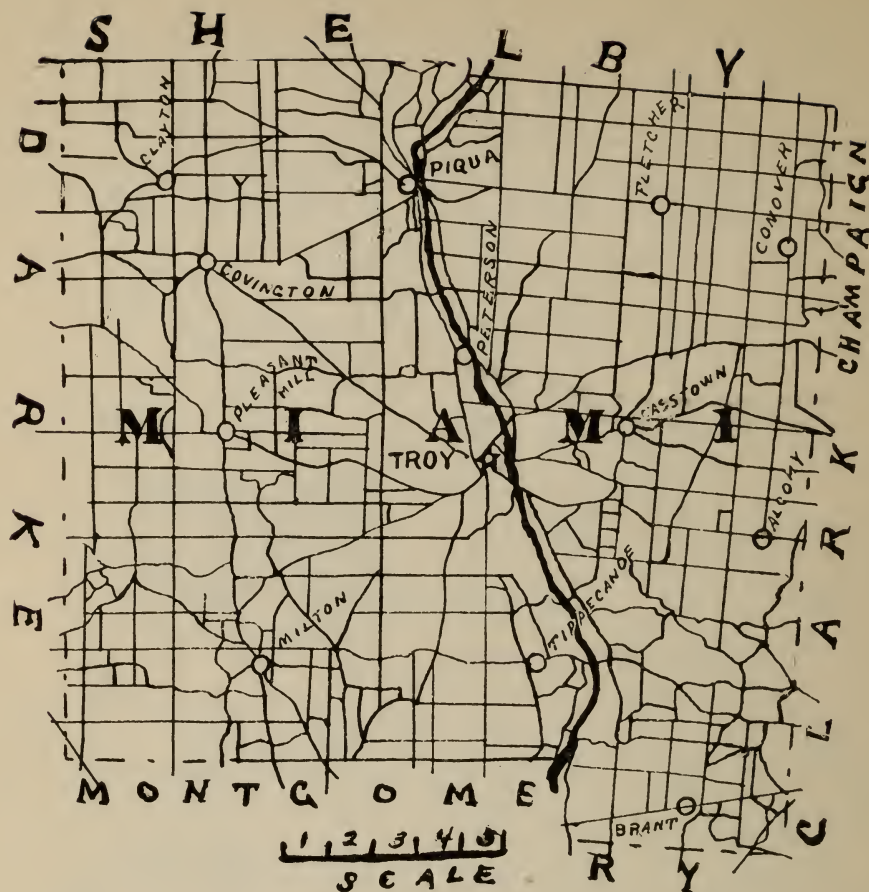 SHELBY
DARKE
CHAMPAIGN
CLARK
MONTGOMERY
MIAMI
CLAYTON
PIQUA
FLETCHER
CONOVER
COVINGTON
PETERSON
PLEASANT
HILL
CASSTOWN
TROY
ALCONY
TIPPECANOE
MILTON
BRANT
1 2 3 4 5
SCALE